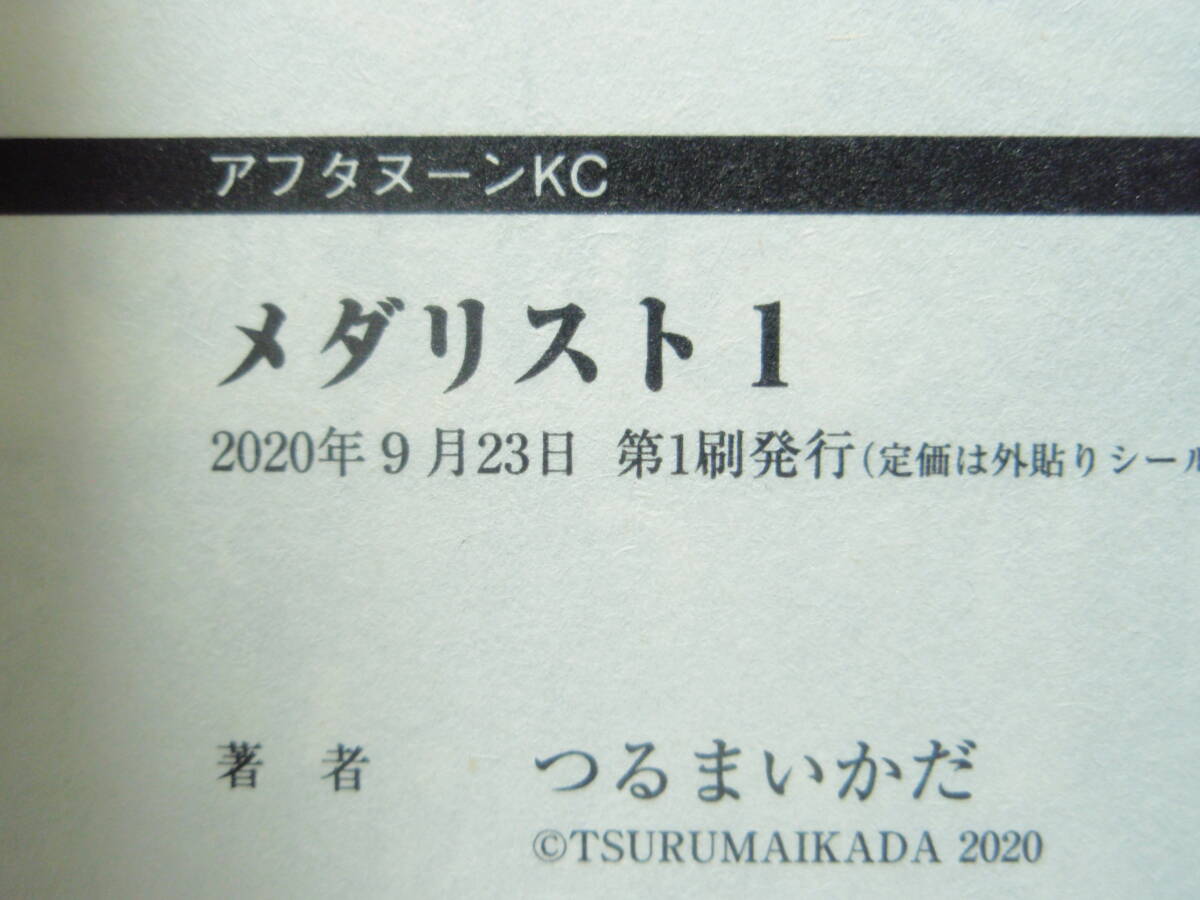 アフタヌーンKC
メダリスト 1
2020年9月23日 第1刷発行(定価は外貼りシール
著者 つるまいかだ
©TSURUMAIKADA 2020